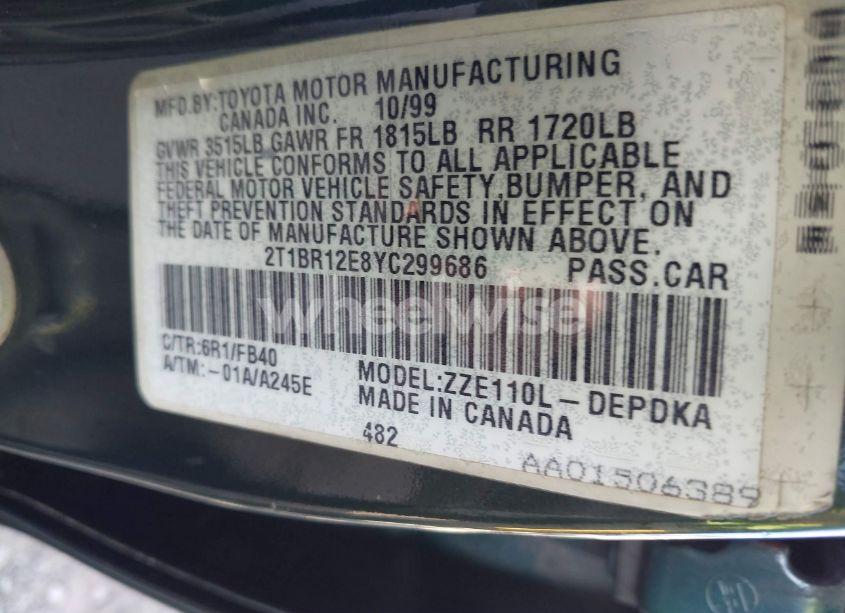 MFD.BY:TOYOTA MOTOR MANUFACTURING
CANADA INC. 10/99
GVWR 3515LB GAWR FR 1815LB RR 1720LB
THIS VEHICLE CONFORMS TO ALL APPLICABLE
FEDERAL MOTOR VEHICLE SAFETY,BUMPER, AND
THEFT PREVENTION STANDARDS IN EFFECT ON
THE DATE OF MANUFACTURE SHOWN ABOVE.
2T1BR12E8YC299686 PASS.CAR
wheelwise
C/TR:6R1/FB40
A/TM:-01A/A245E
MODEL:ZZE110L-DEPDKA
MADE IN CANADA
482
AA01506389